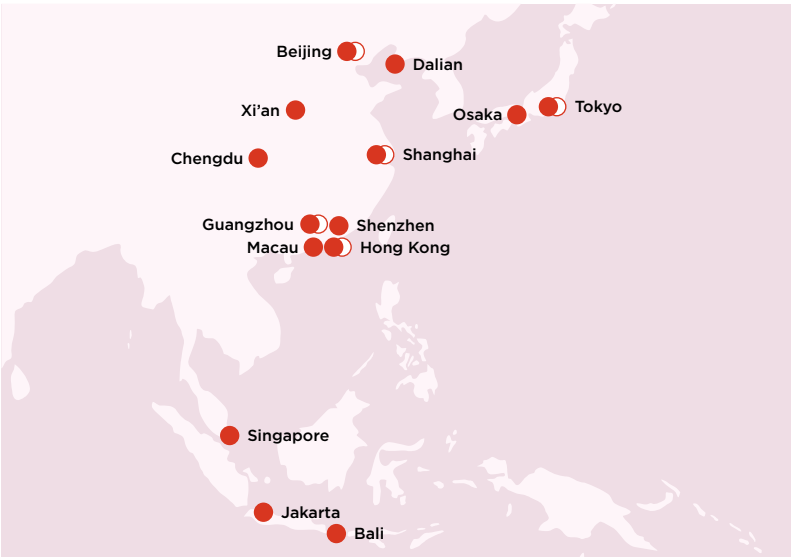 Beijing
Dalian
Xi’an
Osaka
Tokyo
Chengdu
Shanghai
Guangzhou
Shenzhen
Macau
Hong Kong
Singapore
Jakarta
Bali